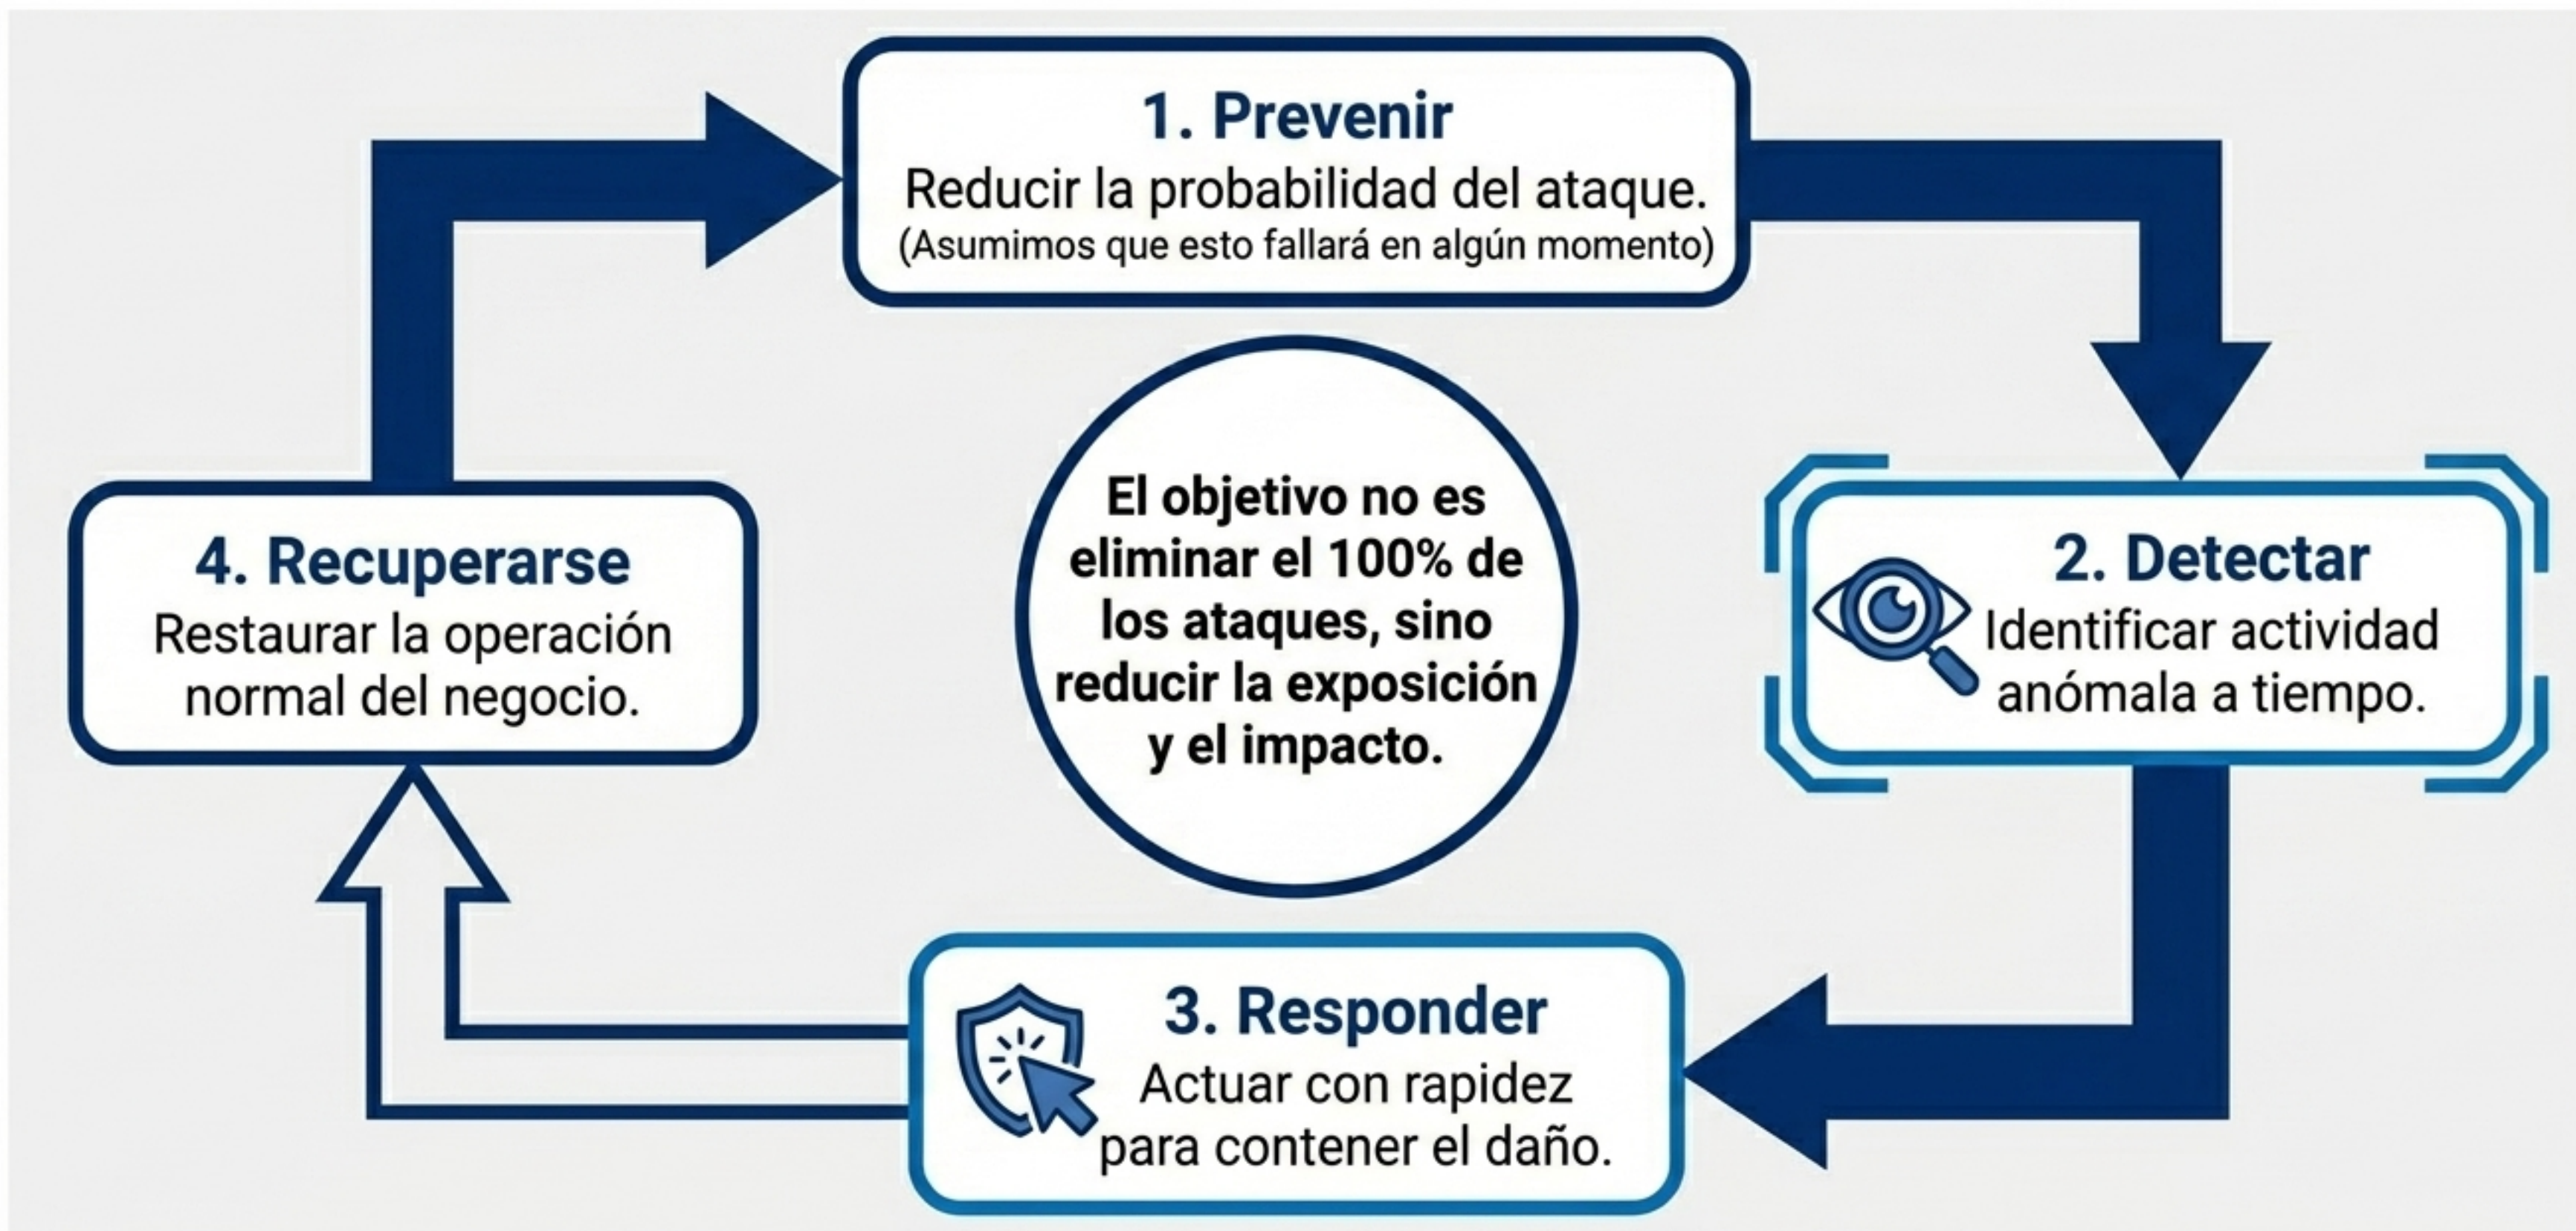 1. Prevenir
Reducir la probabilidad del ataque.
(Asumimos que esto fallará en algún momento)
2. Detectar
Identificar actividad
anómala a tiempo.
3. Responder
Actuar con rapidez
para contener el daño.
4. Recuperarse
Restaurar la operación
normal del negocio.
El objetivo no es
eliminar el 100% de
los ataques, sino
reducir la exposición
y el impacto.